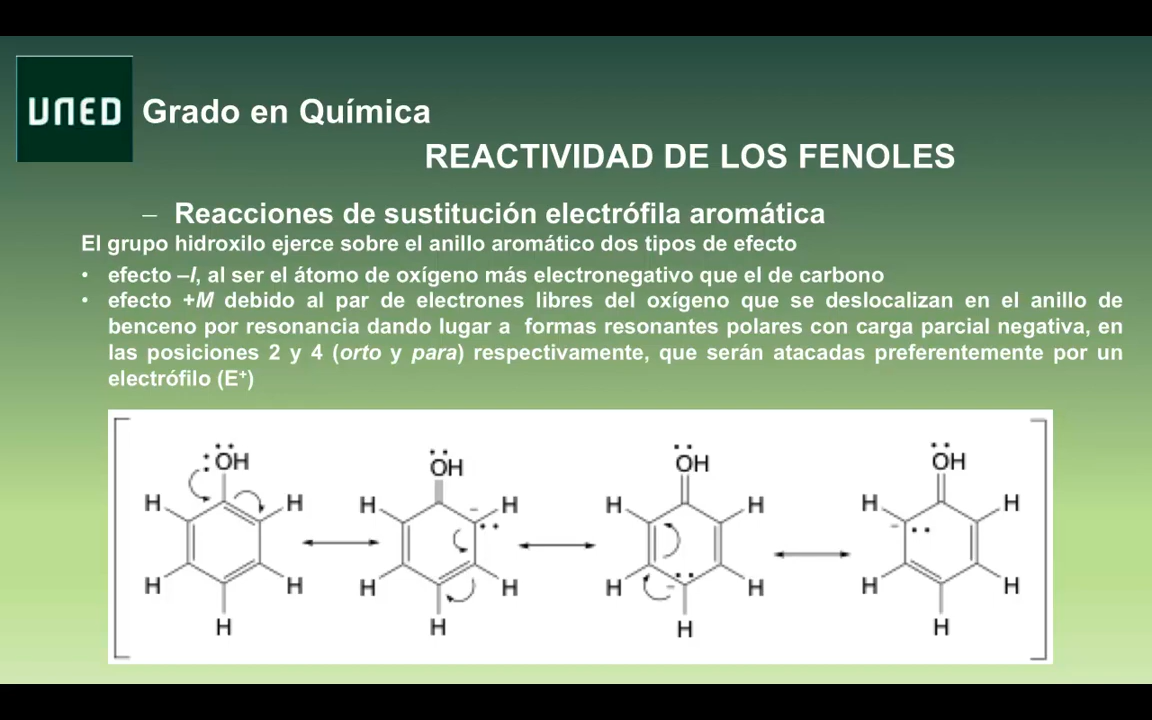 UNED
Grado en Química
REACTIVIDAD DE LOS FENOLES
– Reacciones de sustitución electrófila aromática
El grupo hidroxilo ejerce sobre el anillo aromático dos tipos de efecto
• efecto –I, al ser el átomo de oxígeno más electronegativo que el de carbono
• efecto +M debido al par de electrones libres del oxígeno que se deslocalizan en el anillo de
benceno por resonancia dando lugar a formas resonantes polares con carga parcial negativa, en
las posiciones 2 y 4 (orto y para) respectivamente, que serán atacadas preferentemente por un
electrófilo (E⁺)
OH OH OH OH
H H H H H H H H
H H H H H H H H
H H H H